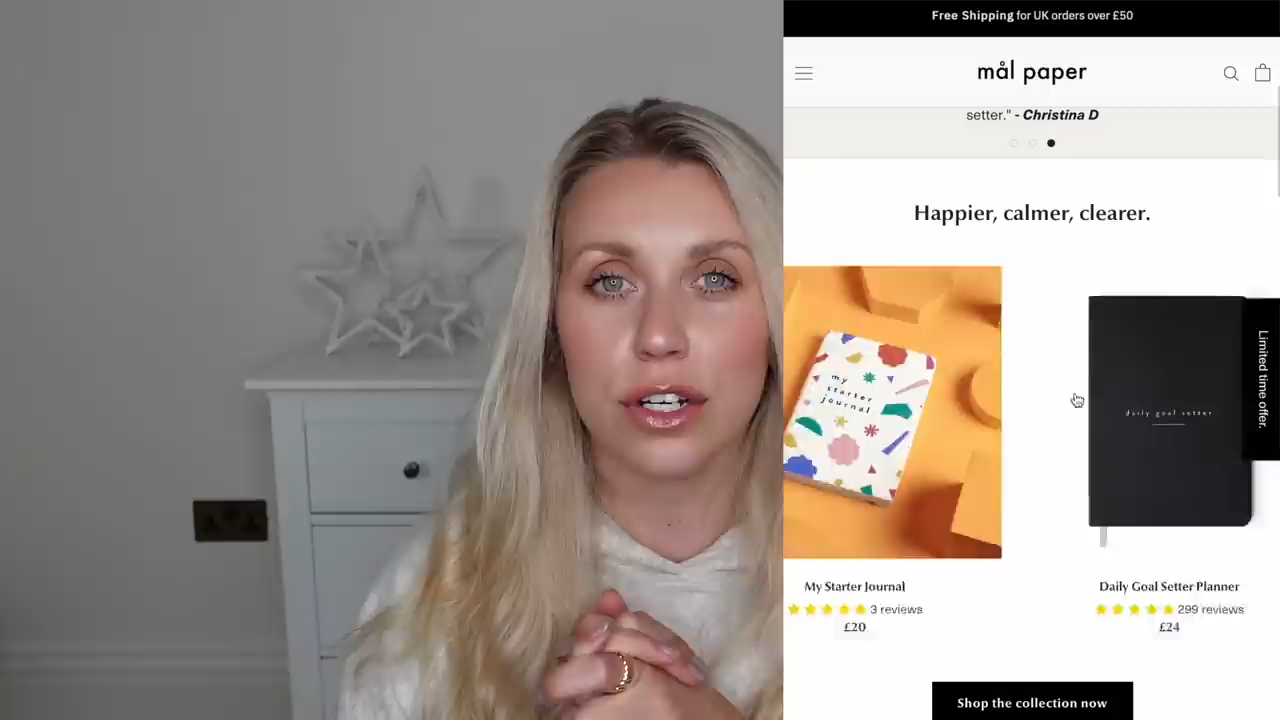 Free Shipping for UK orders over £50
mål paper
setter." - Christina D
Happier, calmer, clearer.
my
starter
journal
daily goal setter
Limited time offer.
My Starter Journal
Daily Goal Setter Planner
3 reviews
299 reviews
£20
£24
Shop the collection now